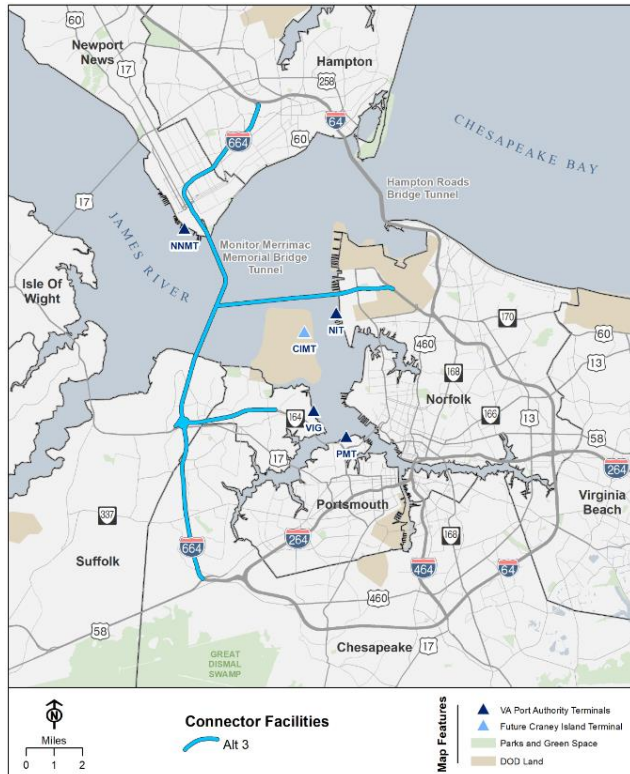 60
Newport
News
17
Hampton
258
664
60
64
CHESAPEAKE BAY
Hampton Roads
Bridge Tunnel
17
JAMES RIVER
NNMT
Monitor Merrimac
Memorial Bridge
Tunnel
Isle Of
Wight
NIT
CIMT
460
170
60
13
168
Norfolk
164
VIG
166
13
PMT
17
58
264
Virginia
Beach
Portsmouth
337
664
264
168
Suffolk
464
64
460
58
Chesapeake
17
GREAT
DISMAL
SWAMP
N
Miles
0 1 2
Connector Facilities
Alt 3
Map Features
VA Port Authority Terminals
Future Craney Island Terminal
Parks and Green Space
DOD Land